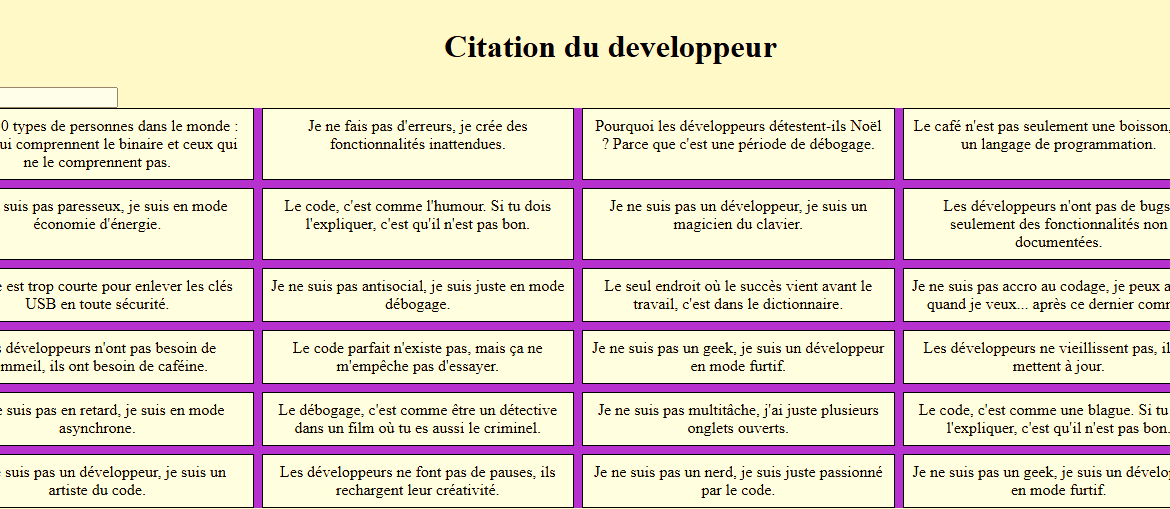 Citation du developpeur
0 types de personnes dans le monde :
ui comprennent le binaire et ceux qui
ne le comprennent pas.
Je ne fais pas d'erreurs, je crée des
fonctionnalités inattendues.
Pourquoi les développeurs détestent-ils Noël
? Parce que c'est une période de débogage.
Le café n'est pas seulement une boisson,
un langage de programmation.
suis pas paresseux, je suis en mode
économie d'énergie.
Le code, c'est comme l'humour. Si tu dois
l'expliquer, c'est qu'il n'est pas bon.
Je ne suis pas un développeur, je suis un
magicien du clavier.
Les développeurs n'ont pas de bugs
seulement des fonctionnalités non
documentées.
e est trop courte pour enlever les clés
USB en toute sécurité.
Je ne suis pas antisocial, je suis juste en mode
débogage.
Le seul endroit où le succès vient avant le
travail, c'est dans le dictionnaire.
Je ne suis pas accro au codage, je peux a
quand je veux... après ce dernier com
s développeurs n'ont pas besoin de
mmeil, ils ont besoin de caféine.
Le code parfait n'existe pas, mais ça ne
m'empêche pas d'essayer.
Je ne suis pas un geek, je suis un développeur
en mode furtif.
Les développeurs ne vieillissent pas, il
mettent à jour.
e suis pas en retard, je suis en mode
asynchrone.
Le débogage, c'est comme être un détective
dans un film où tu es aussi le criminel.
Je ne suis pas multitâche, j'ai juste plusieurs
onglets ouverts.
Le code, c'est comme une blague. Si tu
l'expliquer, c'est qu'il n'est pas bon.
suis pas un développeur, je suis un
artiste du code.
Les développeurs ne font pas de pauses, ils
rechargent leur créativité.
Je ne suis pas un nerd, je suis juste passionné
par le code.
Je ne suis pas un geek, je suis un dévelo
en mode furtif.